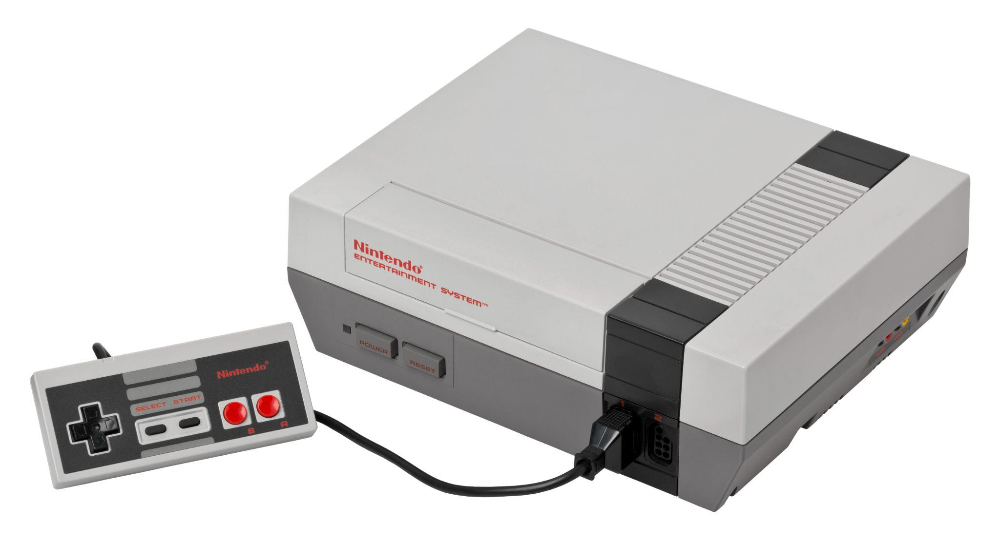 Nintendo®
ENTERTAINMENT SYSTEM™
POWER
RESET
Nintendo®
SELECT START
B
A
1
2